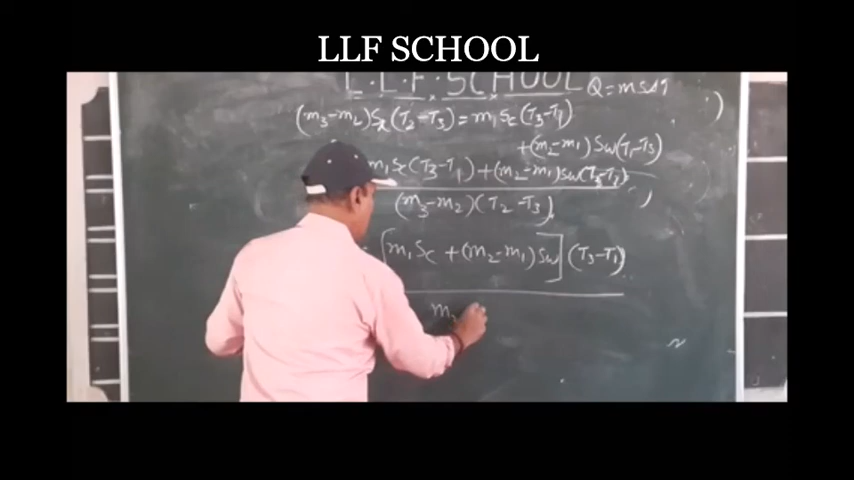 LLF SCHOOL
L.L.F. SCHOOL Q = msΔT
(m3-m2)Sx(T2-T3) = m1Sc(T3-T1)
+(m2-m1)Sw(T1-T3)
m1Sc(T3-T1)+(m2-m1)Sw(T3-T1)
(m3-m2)(T2-T3)
[m1Sc+(m2-m1)Sw](T3-T1)
m3